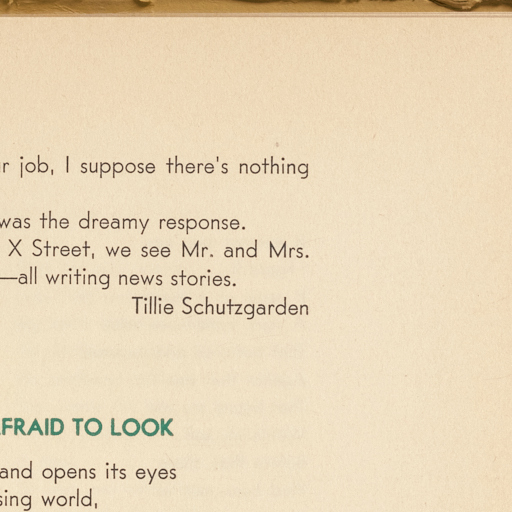 job, I suppose there's nothing
was the dreamy response.
X Street, we see Mr. and Mrs.
—all writing news stories.
Tillie Schutzgarden
FRAID TO LOOK
and opens its eyes
sing world,